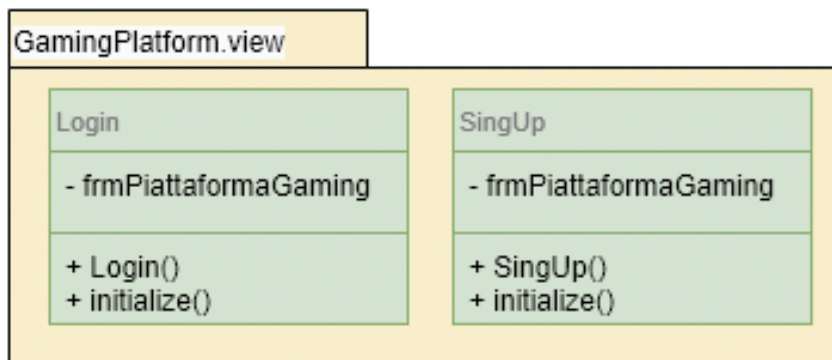 GamingPlatform.view
Login
- frmPiattaformaGaming
+ Login()
+ initialize()
SingUp
- frmPiattaformaGaming
+ SingUp()
+ initialize()